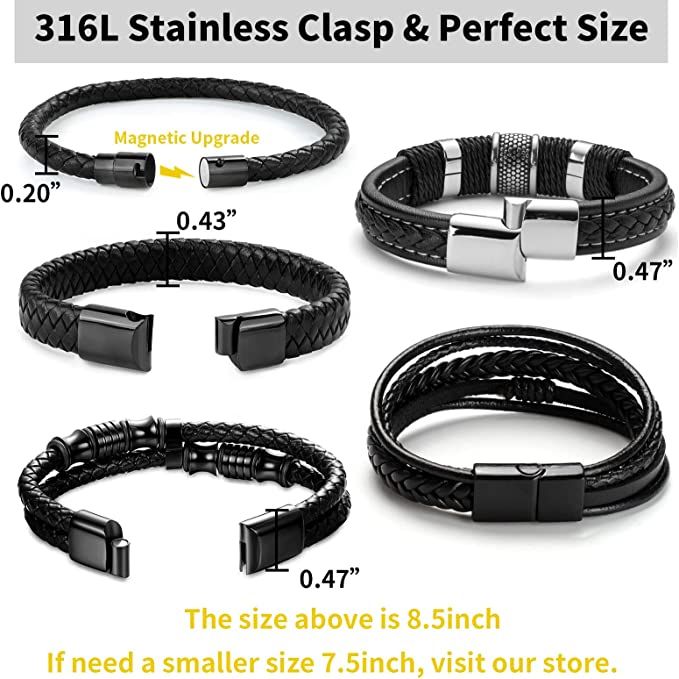 316L Stainless Clasp & Perfect Size
Magnetic Upgrade
0.20”
0.43”
0.47”
0.47”
The size above is 8.5inch
If need a smaller size 7.5inch, visit our store.